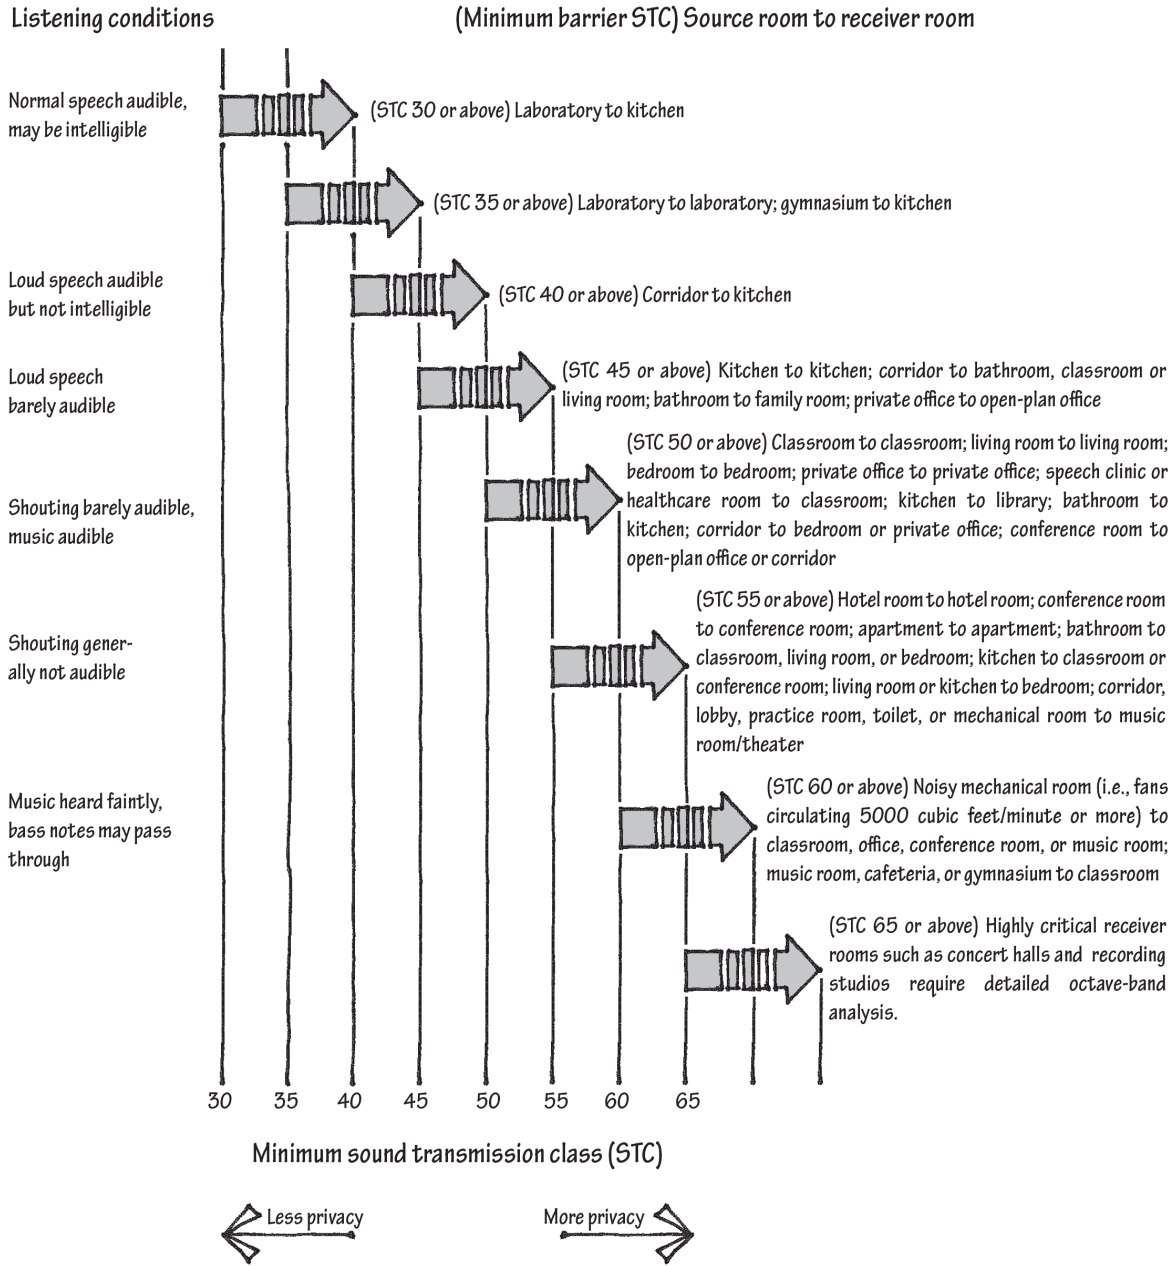 Listening conditions
(Minimum barrier STC) Source room to receiver room
Normal speech audible,
may be intelligible
(STC 30 or above) Laboratory to kitchen
(STC 35 or above) Laboratory to laboratory; gymnasium to kitchen
Loud speech audible
but not intelligible
(STC 40 or above) Corridor to kitchen
Loud speech
barely audible
(STC 45 or above) Kitchen to kitchen; corridor to bathroom, classroom or
living room; bathroom to family room; private office to open-plan office
Shouting barely audible,
music audible
(STC 50 or above) Classroom to classroom; living room to living room;
bedroom to bedroom; private office to private office; speech clinic or
healthcare room to classroom; kitchen to library; bathroom to
kitchen; corridor to bedroom or private office; conference room to
open-plan office or corridor
Shouting gener-
ally not audible
(STC 55 or above) Hotel room to hotel room; conference room
to conference room; apartment to apartment; bathroom to
classroom, living room, or bedroom; kitchen to classroom or
conference room; living room or kitchen to bedroom; corridor,
lobby, practice room, toilet, or mechanical room to music
room/theater
Music heard faintly,
bass notes may pass
through
(STC 60 or above) Noisy mechanical room (i.e., fans
circulating 5000 cubic feet/minute or more) to
classroom, office, conference room, or music room;
music room, cafeteria, or gymnasium to classroom
(STC 65 or above) Highly critical receiver
rooms such as concert halls and recording
studios require detailed octave-band
analysis.
30 35 40 45 50 55 60 65
Minimum sound transmission class (STC)
Less privacy
More privacy